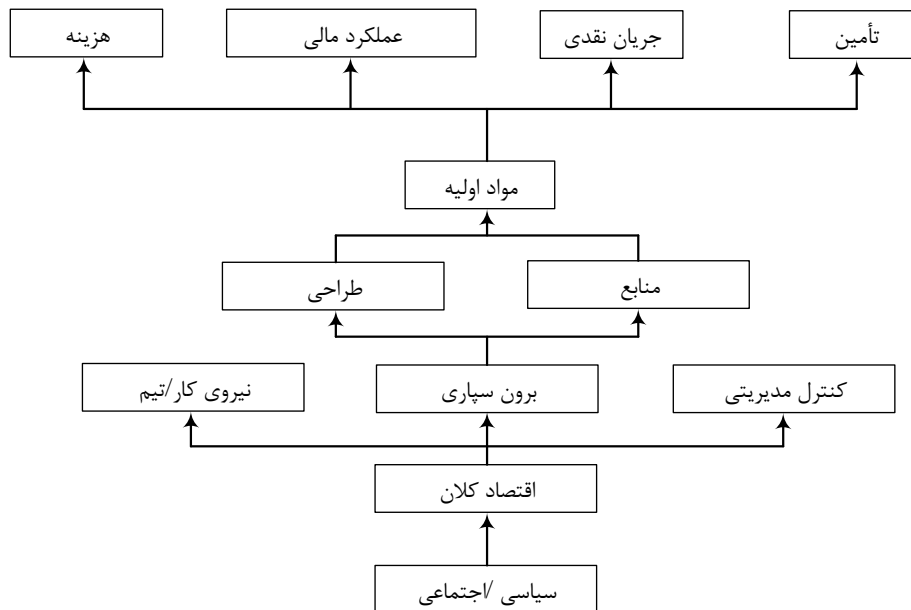 تأمین
جریان نقدی
عملکرد مالی
هزینه
مواد اولیه
منابع
طراحی
کنترل مدیریتی
برون سپاری
نیروی کار/تیم
اقتصاد کلان
سیاسی /اجتماعی